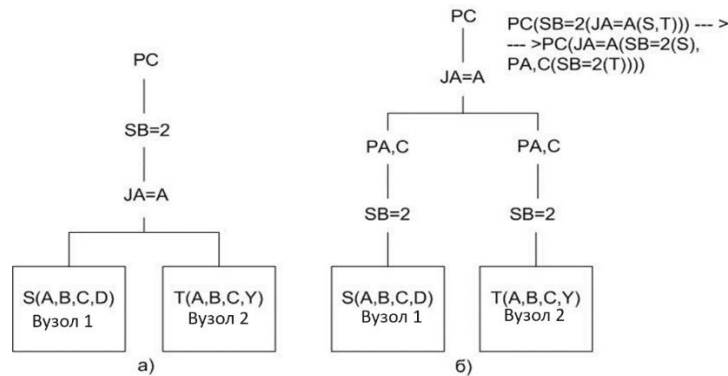 PC
SB=2
JA=A
S(A,B,C,D)
Вузол 1
T(A,B,C,Y)
Вузол 2
а)
PC
JA=A
PC(SB=2(JA=A(S,T))) --- >
--- >PC(JA=A(SB=2(S),
PA,C(SB=2(T))))
PA,C
PA,C
SB=2
SB=2
S(A,B,C,D)
Вузол 1
T(A,B,C,Y)
Вузол 2
б)